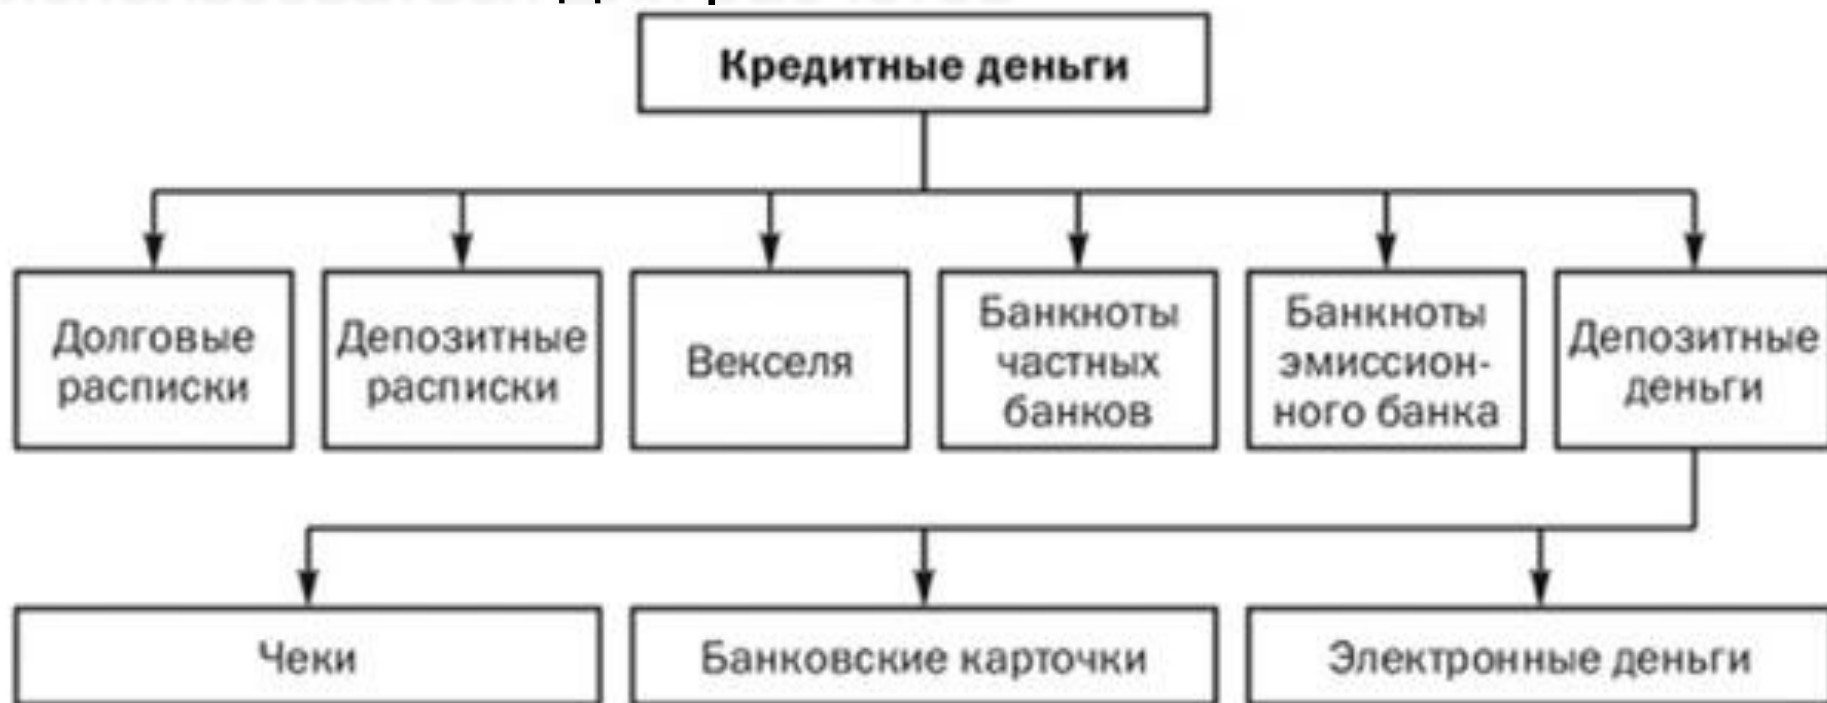 Кредитные деньги
Долговые
расписки
Депозитные
расписки
Векселя
Банкноты
частных
банков
Банкноты
эмиссион-
ного банка
Депозитные
деньги
Чеки
Банковские карточки
Электронные деньги